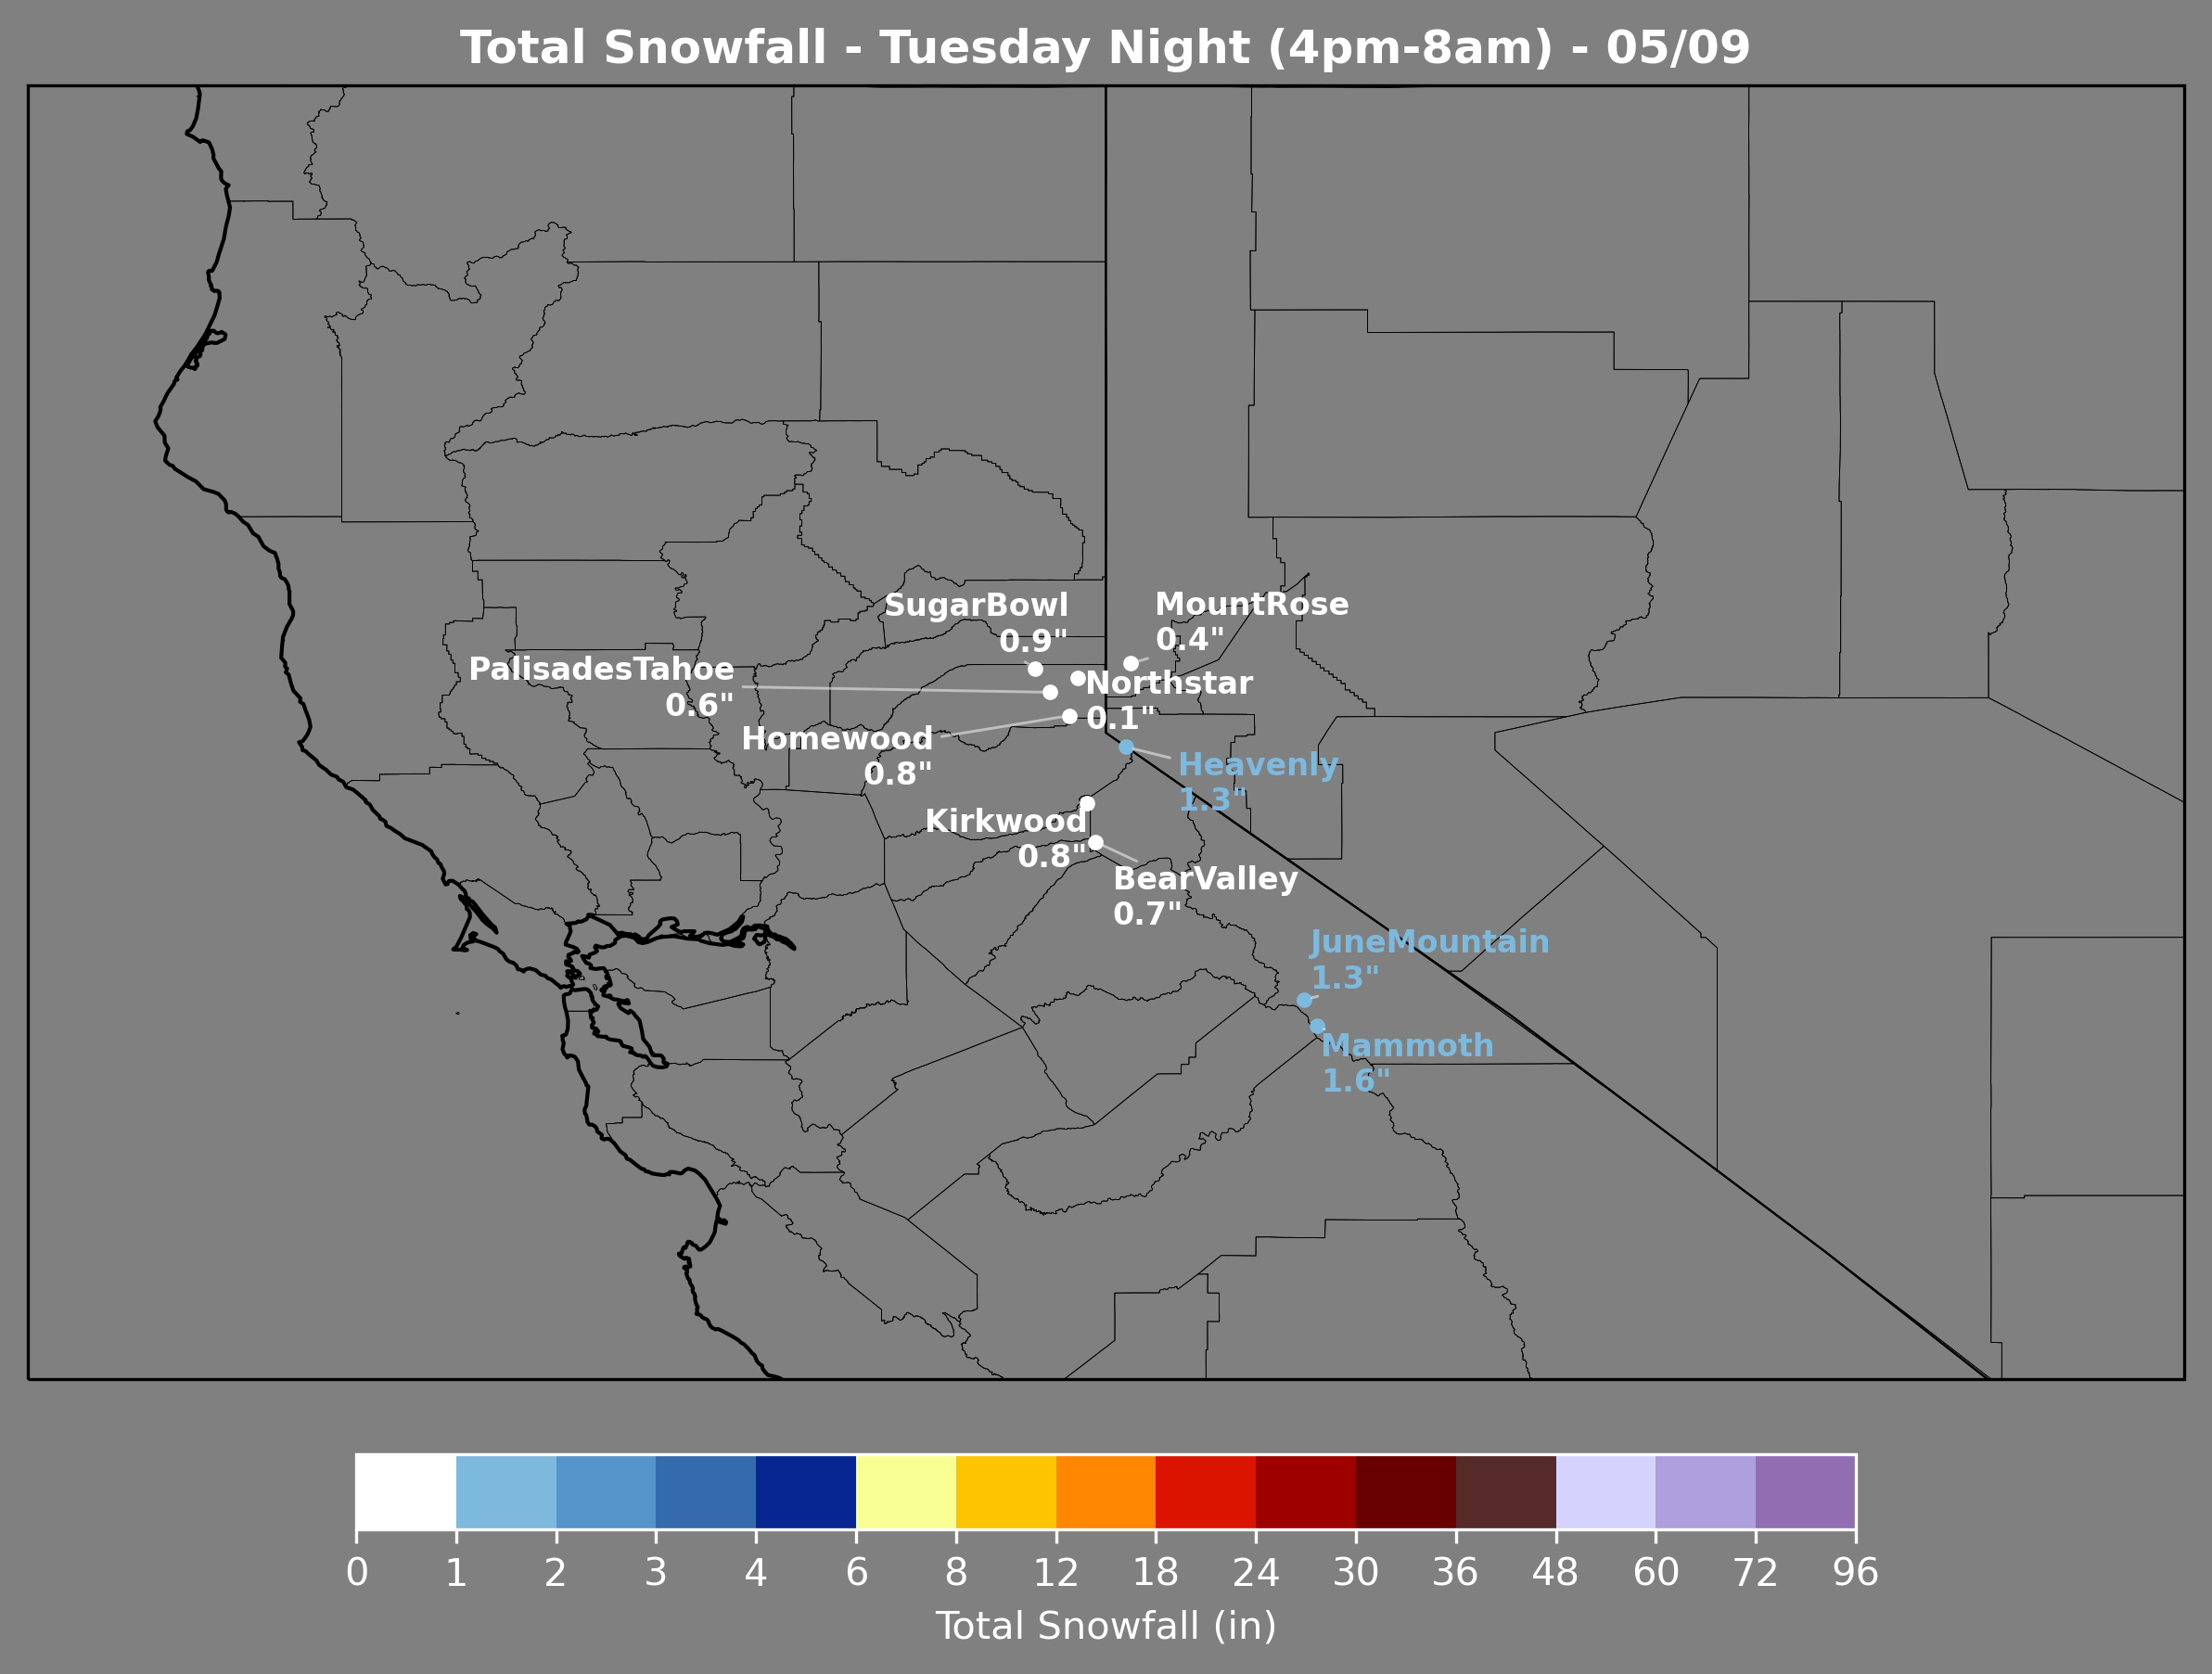 Total Snowfall - Tuesday Night (4pm-8am) - 05/09
SugarBowl
0.9"
MountRose
0.4"
PalisadesTahoe
0.6"
Northstar
0.1"
Homewood
0.8"
Heavenly
1.3"
Kirkwood
0.8"
BearValley
0.7"
JuneMountain
1.3"
Mammoth
1.6"
0 1 2 3 4 6 8 12 18 24 30 36 48 60 72 96
Total Snowfall (in)